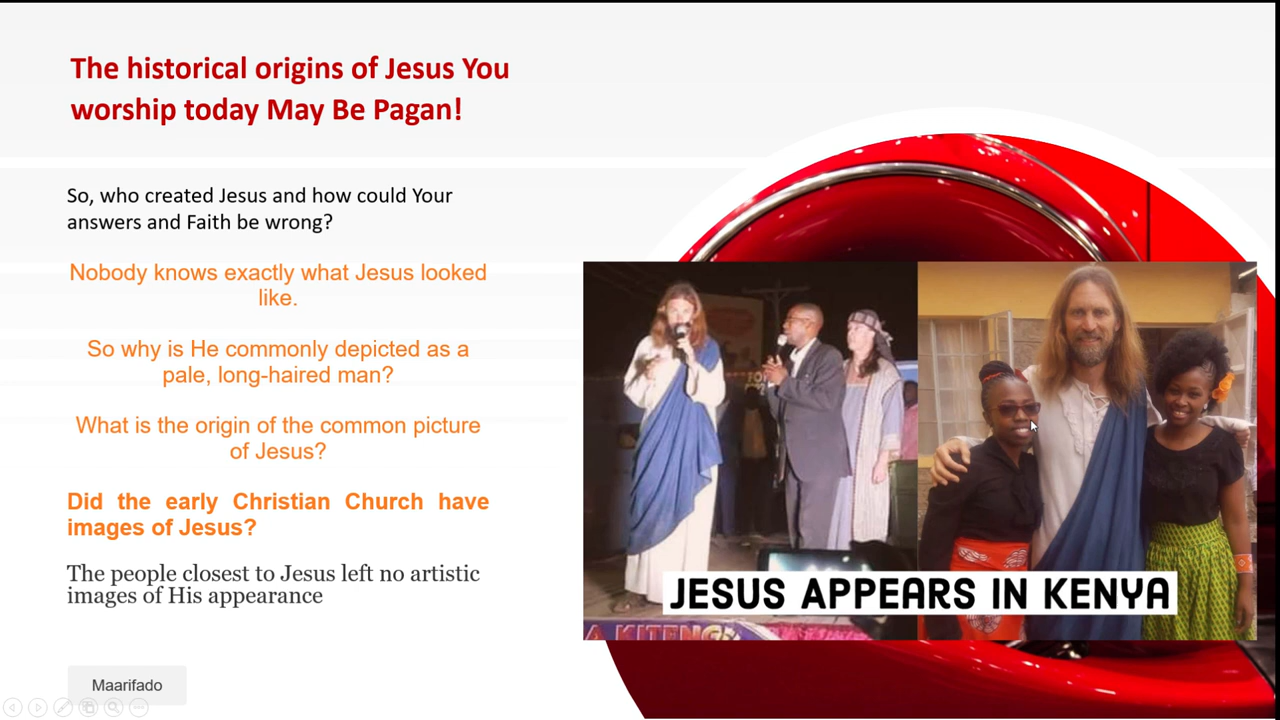 The historical origins of Jesus You
worship today May Be Pagan!
So, who created Jesus and how could Your
answers and Faith be wrong?
Nobody knows exactly what Jesus looked
like.
So why is He commonly depicted as a
pale, long-haired man?
What is the origin of the common picture
of Jesus?
Did the early Christian Church have
images of Jesus?
The people closest to Jesus left no artistic
images of His appearance
FO
JESUS APPEARS IN KENYA
A KITENG
Maarifado